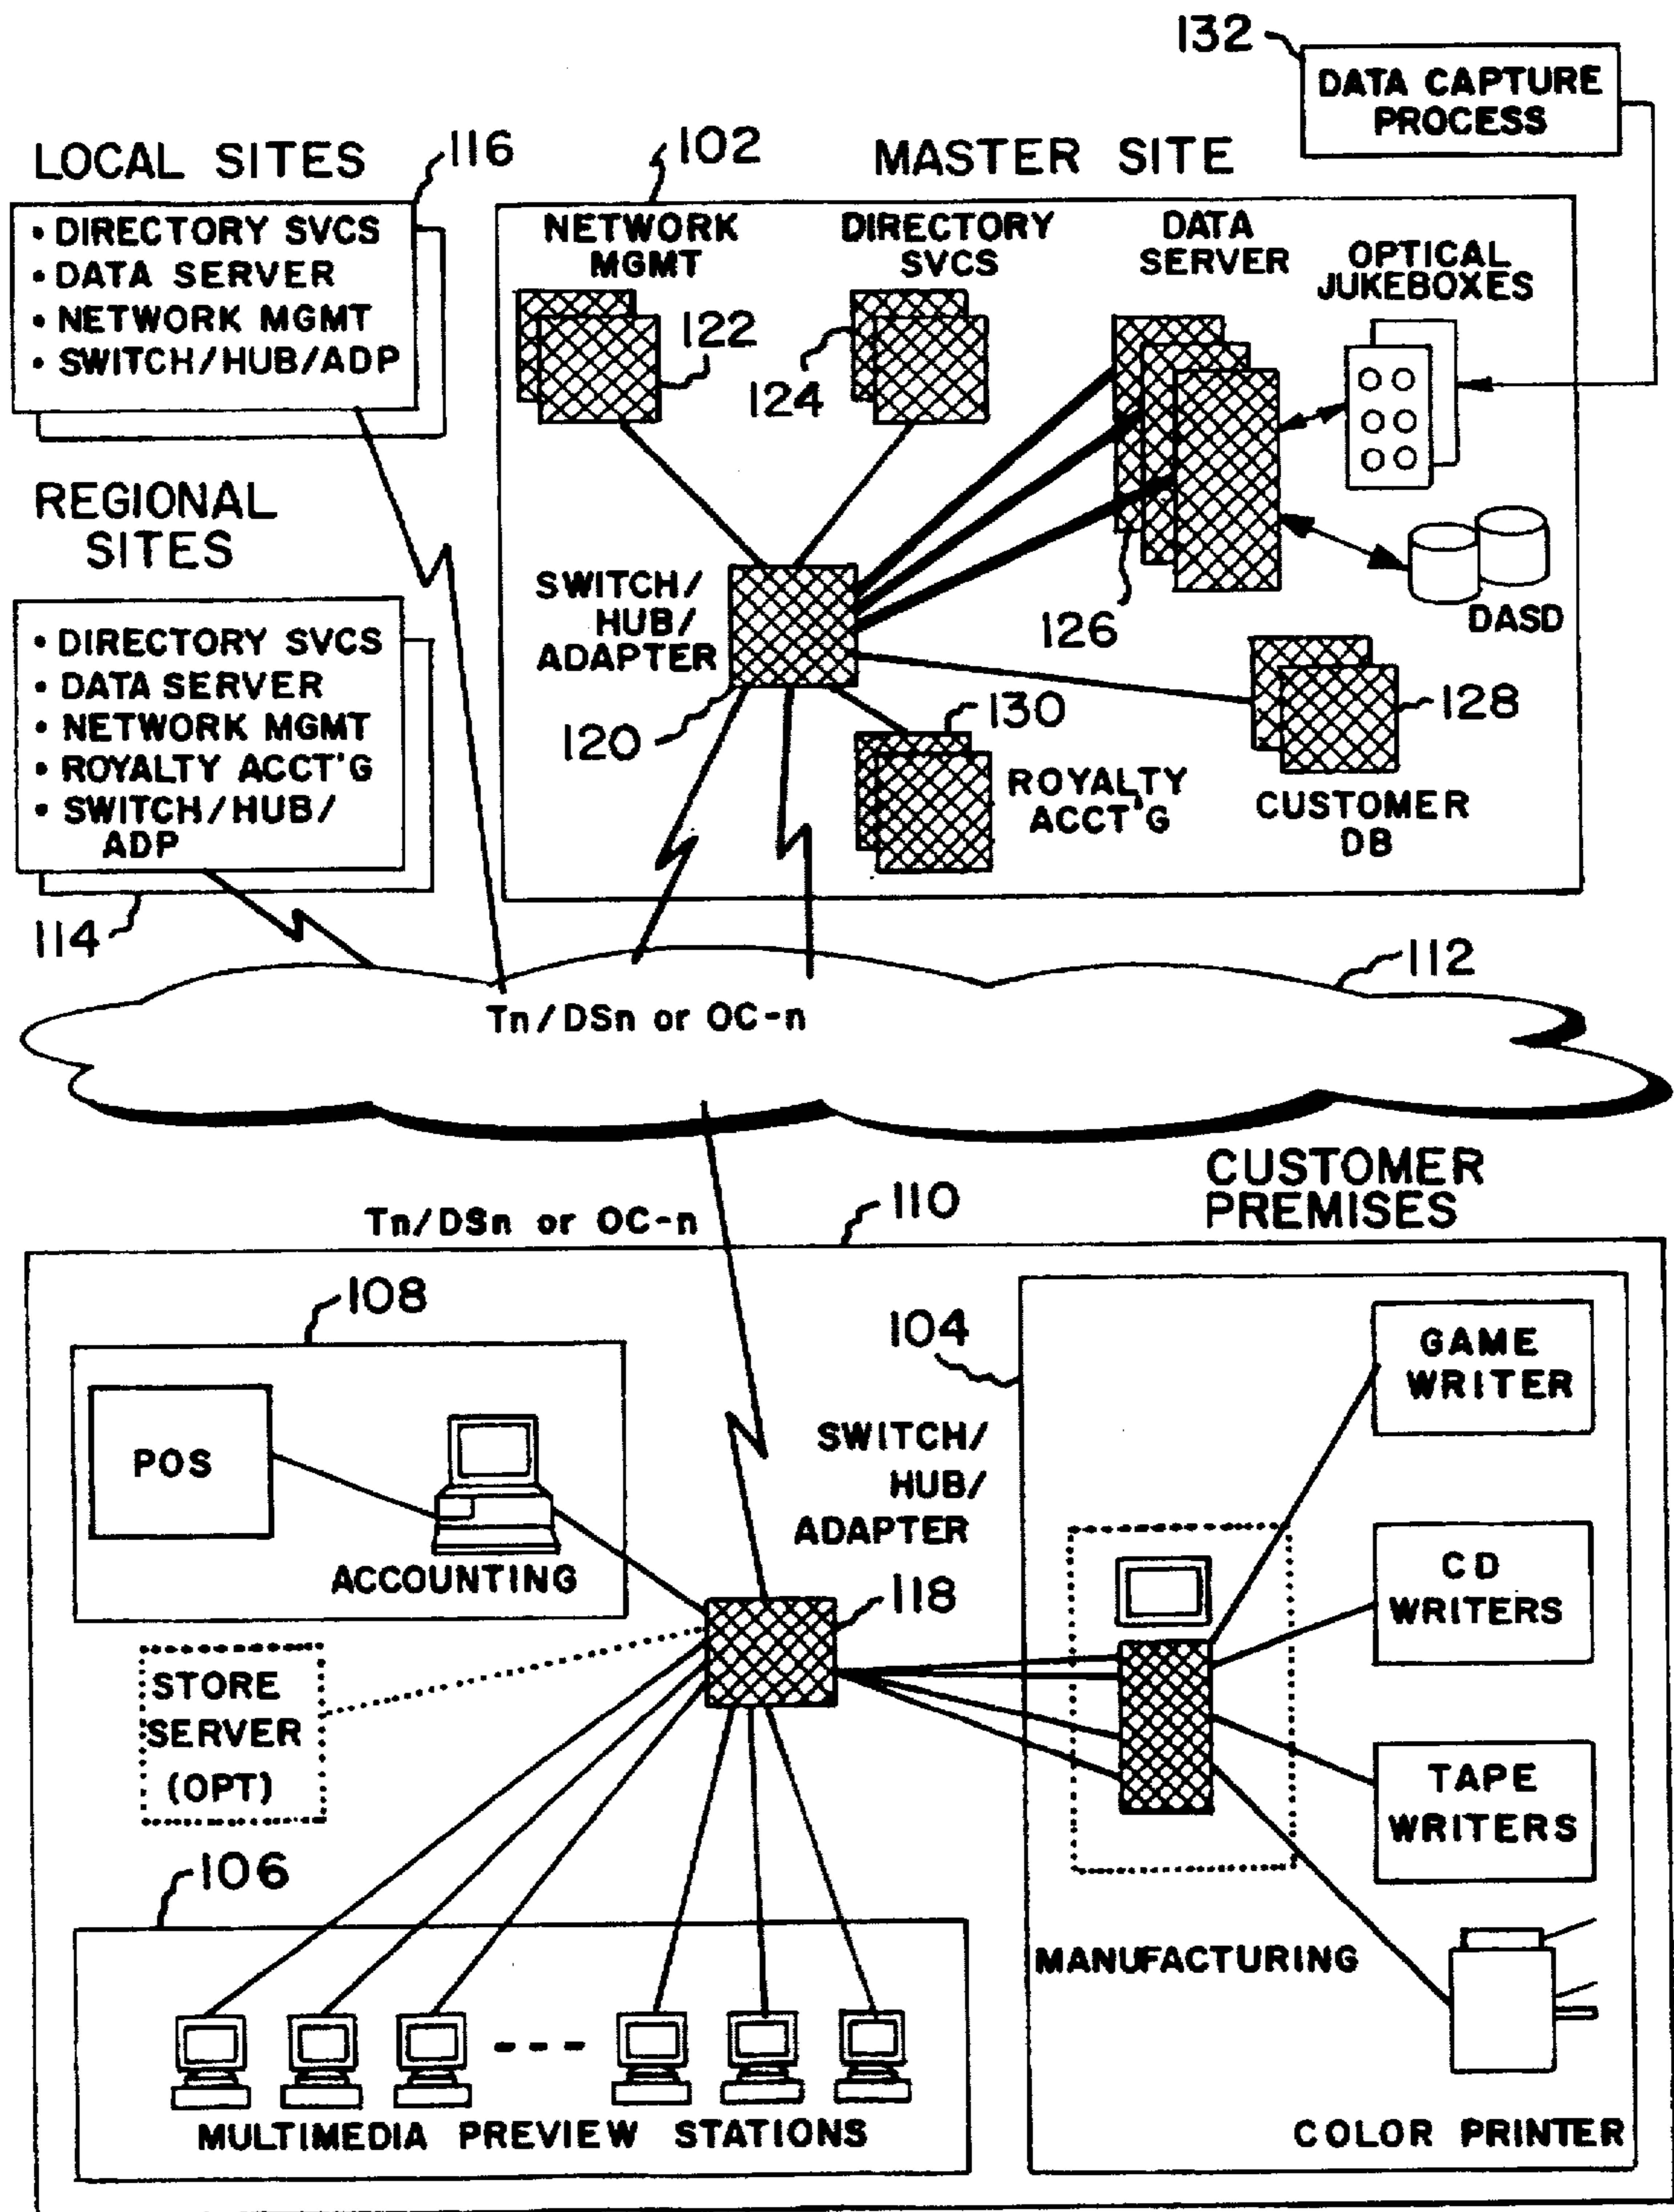 132
DATA CAPTURE
PROCESS
LOCAL SITES
116
• DIRECTORY SVCS
• DATA SERVER
• NETWORK MGMT
• SWITCH/HUB/ADP
102
MASTER SITE
NETWORK
MGMT
122
DIRECTORY
SVCS
124
DATA
SERVER
126
OPTICAL
JUKEBOXES
DASD
SWITCH/
HUB/
ADAPTER
120
130
ROYALTY
ACCT'G
128
CUSTOMER
DB
REGIONAL
SITES
• DIRECTORY SVCS
• DATA SERVER
• NETWORK MGMT
• ROYALTY ACCT'G
• SWITCH/HUB/
ADP
114
112
Tn/DSn or OC-n
Tn/DSn or OC-n
110
CUSTOMER
PREMISES
108
POS
ACCOUNTING
104
SWITCH/
HUB/
ADAPTER
118
STORE
SERVER
(OPT)
GAME
WRITER
CD
WRITERS
TAPE
WRITERS
MANUFACTURING
COLOR PRINTER
106
MULTIMEDIA PREVIEW STATIONS